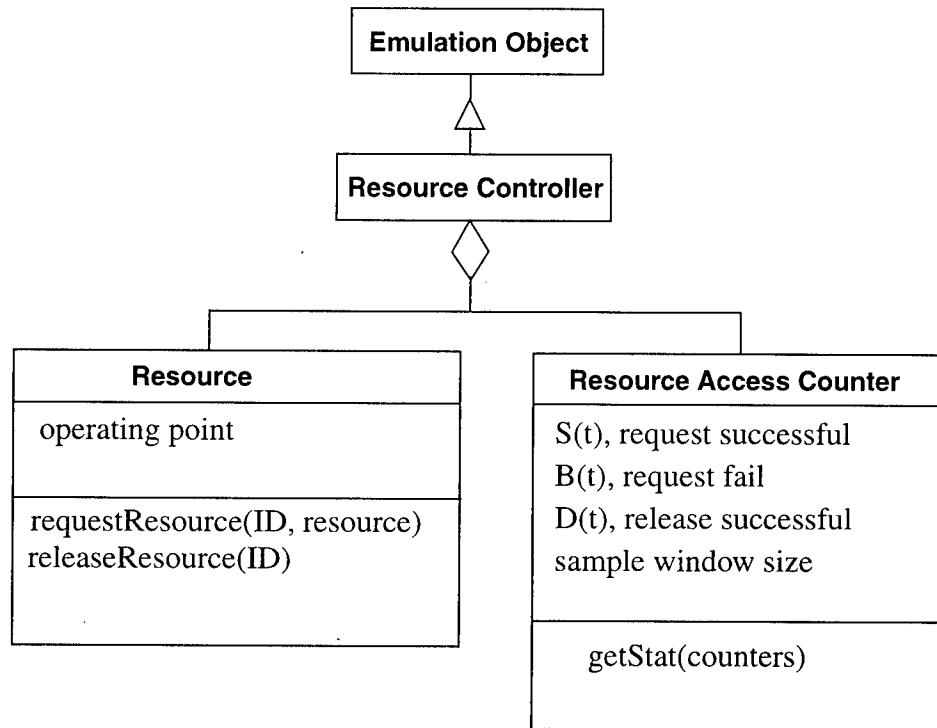 Emulation Object
Resource Controller
Resource
operating point
requestResource(ID, resource)
releaseResource(ID)
Resource Access Counter
S(t), request successful
B(t), request fail
D(t), release successful
sample window size
getStat(counters)